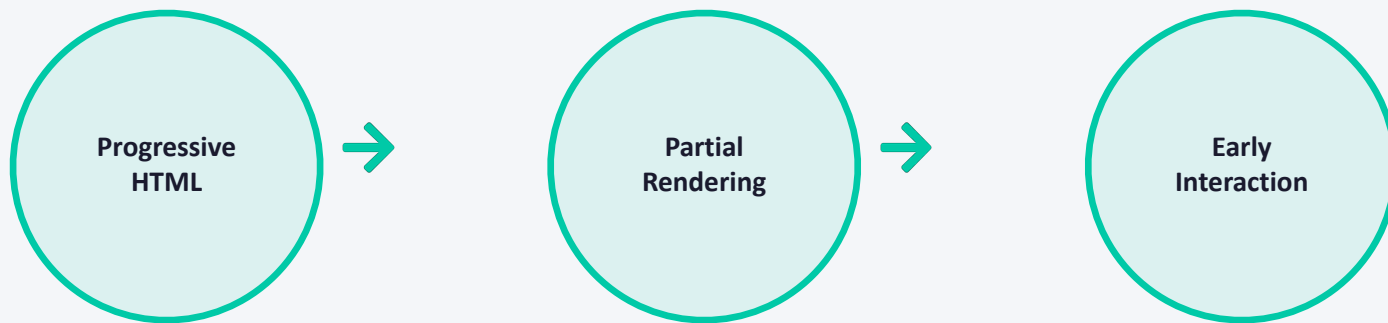 Progressive
HTML
Partial
Rendering
Early
Interaction